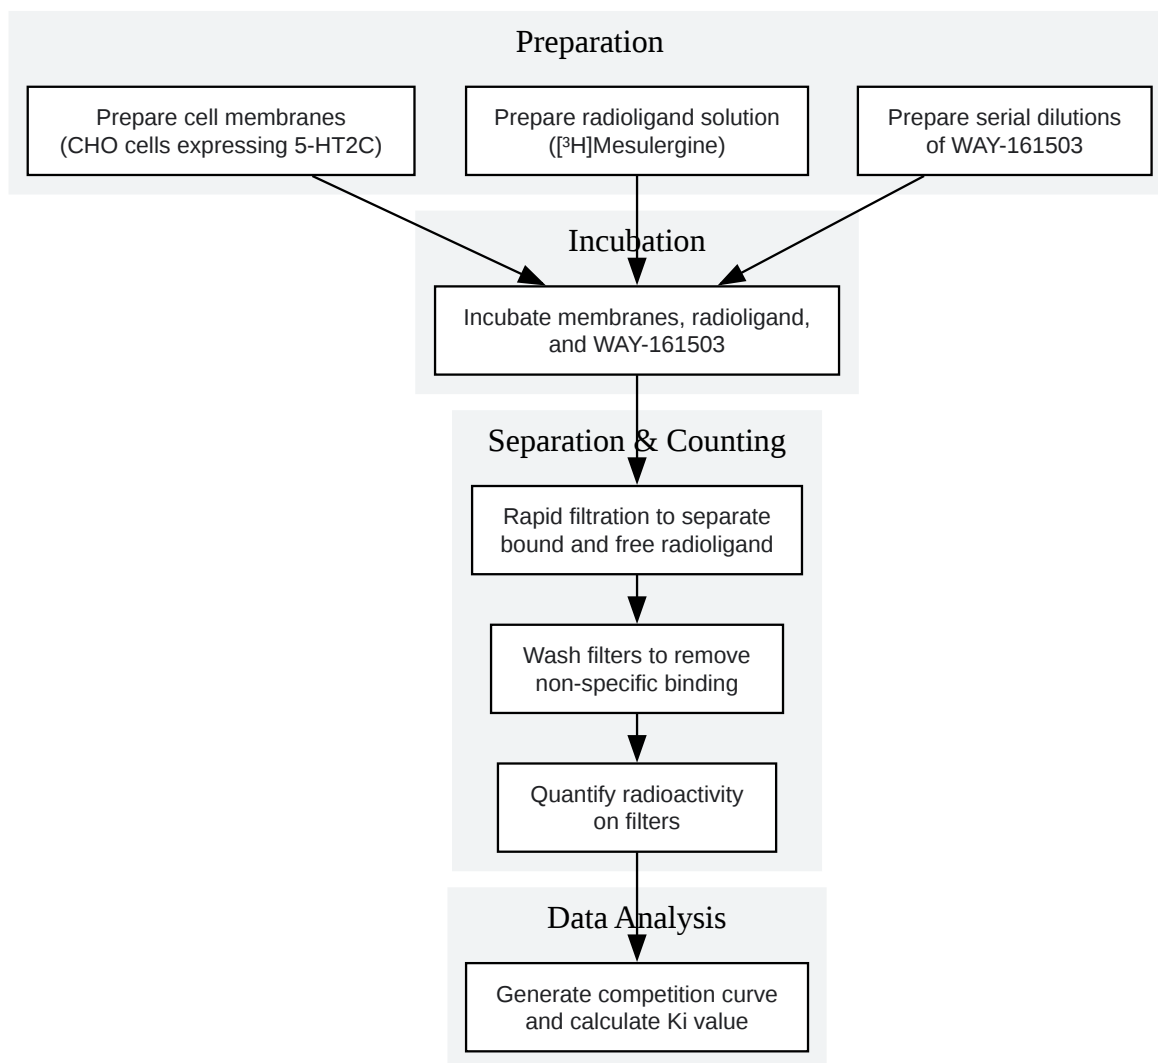 Preparation
Prepare cell membranes
(CHO cells expressing 5-HT2C)
Prepare radioligand solution
([³H]Mesulergine)
Prepare serial dilutions
of WAY-161503
Incubation
Incubate membranes, radioligand,
and WAY-161503
Separation & Counting
Rapid filtration to separate
bound and free radioligand
Wash filters to remove
non-specific binding
Quantify radioactivity
on filters
Data Analysis
Generate competition curve
and calculate Ki value